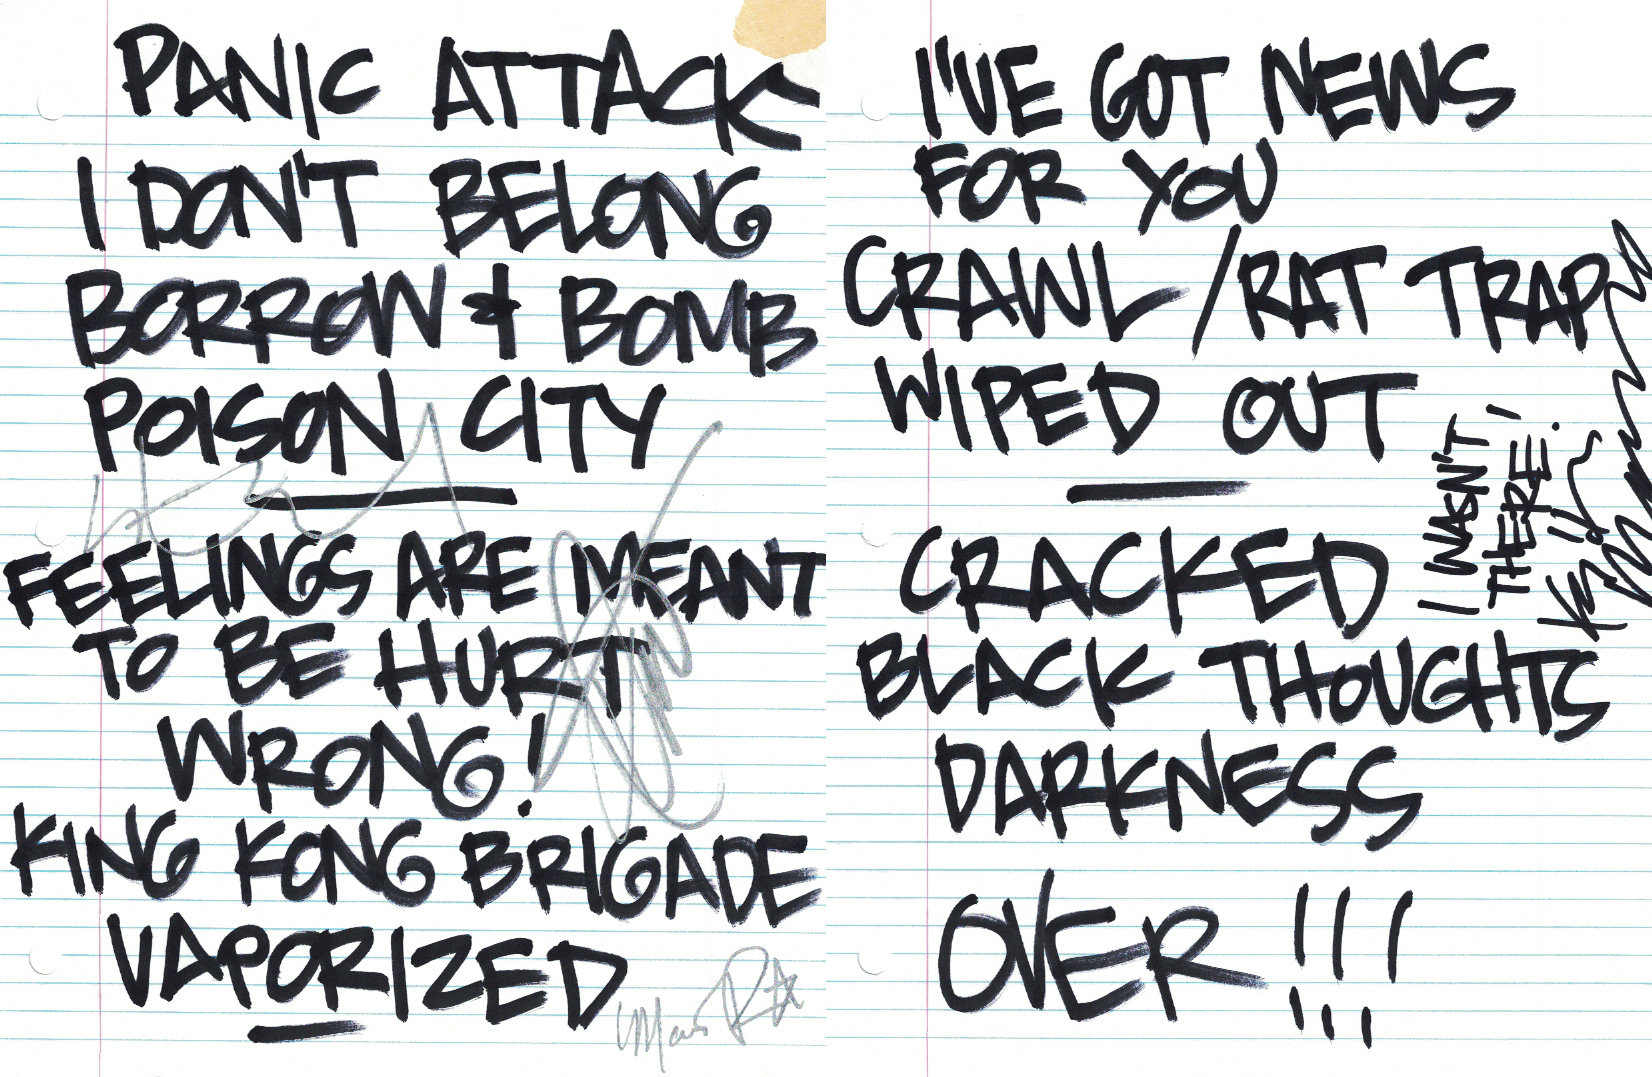 PANIC ATTACK
I DON'T BELONG
BORROW & BOMB
POISON CITY
FEELINGS ARE MEANT
TO BE HURT
WRONG!
KING KONG BRIGADE
VAPORIZED
I'VE GOT NEWS
FOR YOU
CRAWL / RAT TRAP
WIPED OUT
CRACKED
BLACK THOUGHTS
DARKNESS
OVER!!!
I WASN'T
THERE!